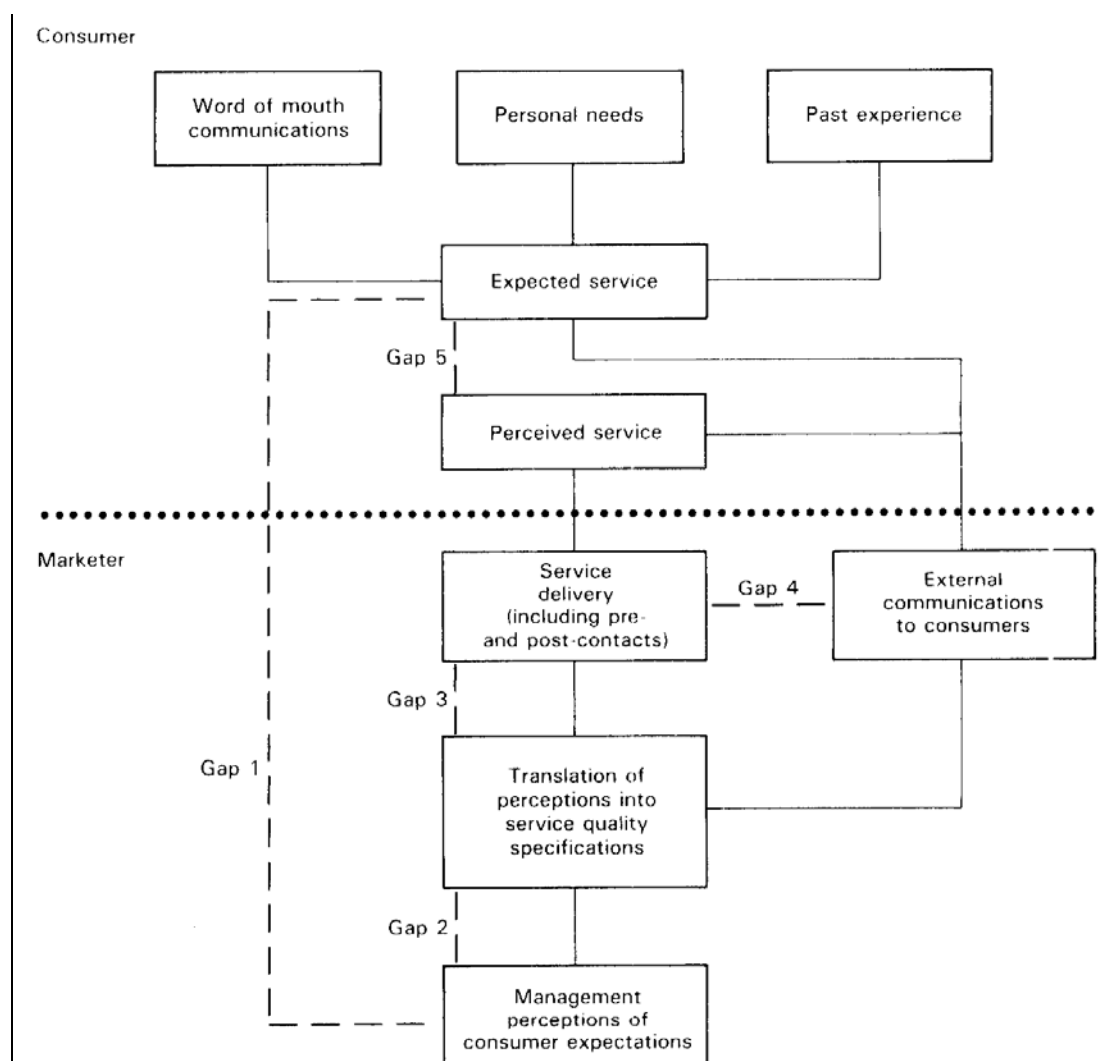 Consumer
Word of mouth
communications
Personal needs
Past experience
Expected service
Gap 5
Perceived service
Marketer
Service
delivery
(including pre-
and post-contacts)
Gap 4
External
communications
to consumers
Gap 3
Gap 1
Translation of
perceptions into
service quality
specifications
Gap 2
Management
perceptions of
consumer expectations